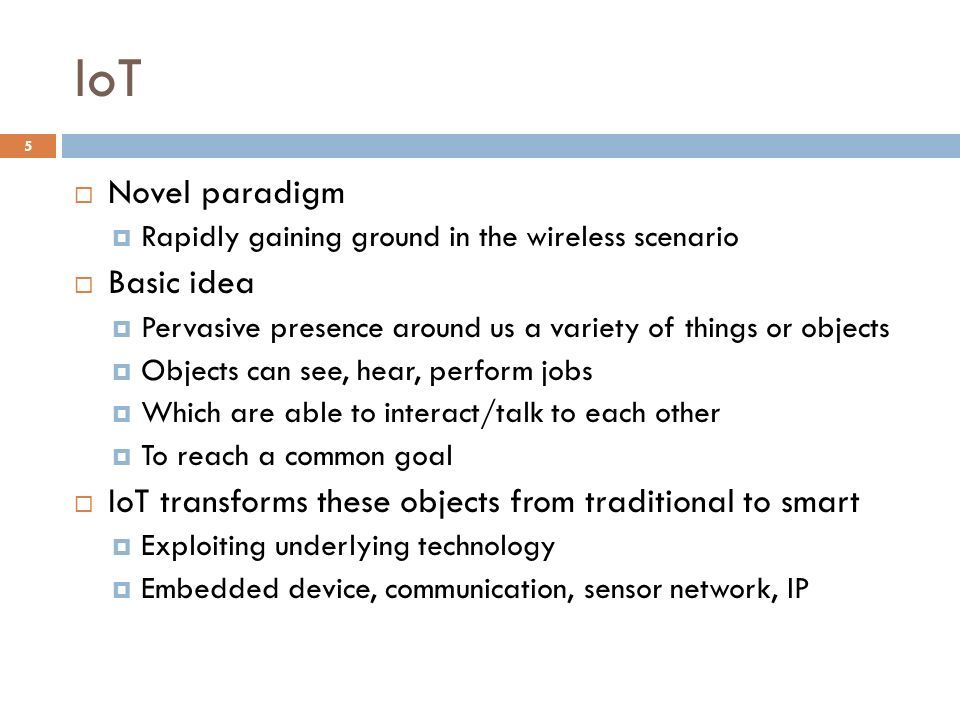 IoT
5
Novel paradigm
Rapidly gaining ground in the wireless scenario
Basic idea
Pervasive presence around us a variety of things or objects
Objects can see, hear, perform jobs
Which are able to interact/talk to each other
To reach a common goal
IoT transforms these objects from traditional to smart
Exploiting underlying technology
Embedded device, communication, sensor network, IP